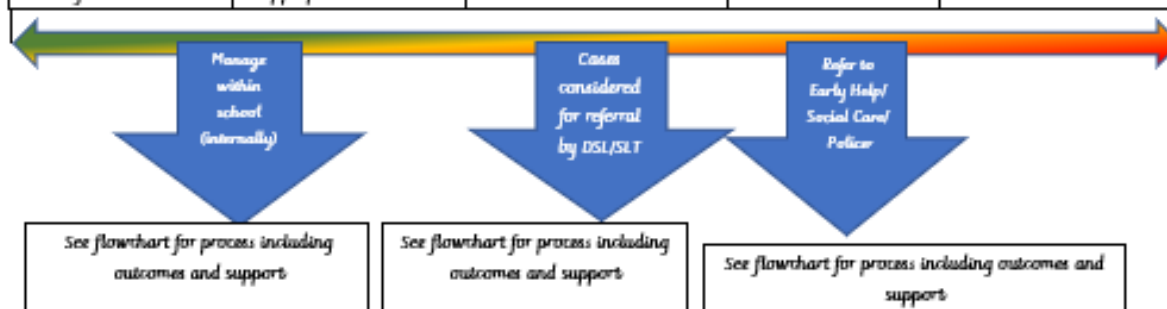 Manage
within
school
(internally)
Cases
considered
for referral
by DSL/SLT
Refer to
Early Help/
Social Care/
Police
See flowchart for process including
outcomes and support
See flowchart for process including
outcomes and support
See flowchart for process including outcomes and
support